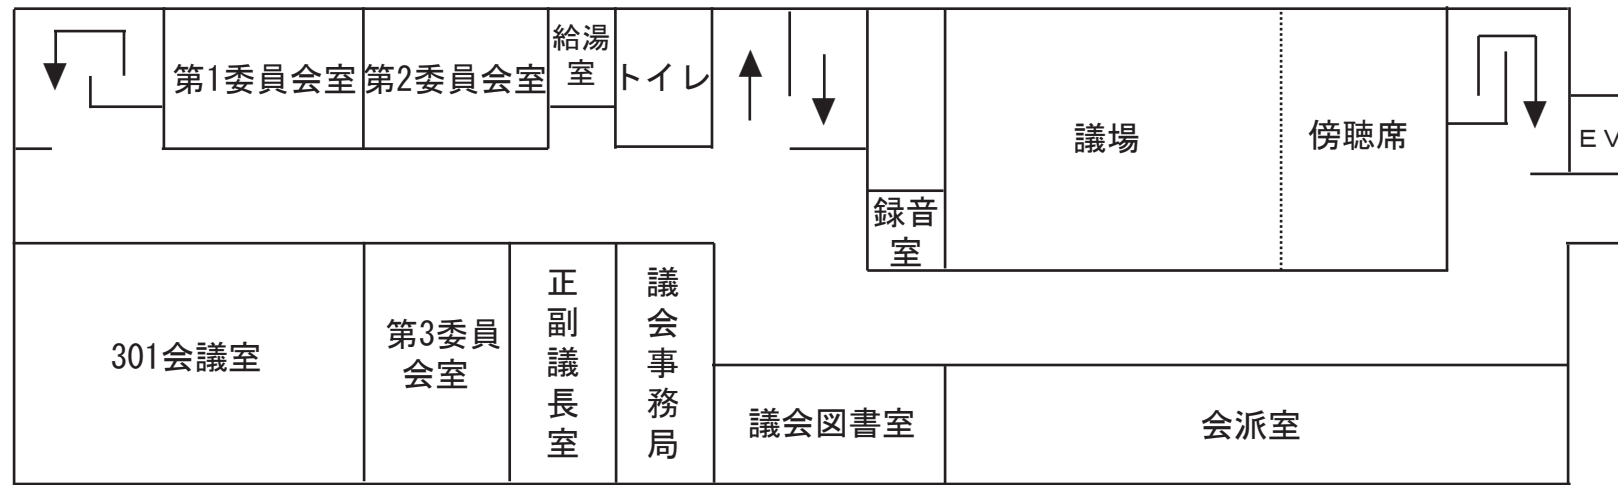 第1委員会室
第2委員会室
給湯
室
トイレ
議場
傍聴席
EV
録音
室
301会議室
第3委員
会室
正副議長室
議会事務局
議会図書室
会派室